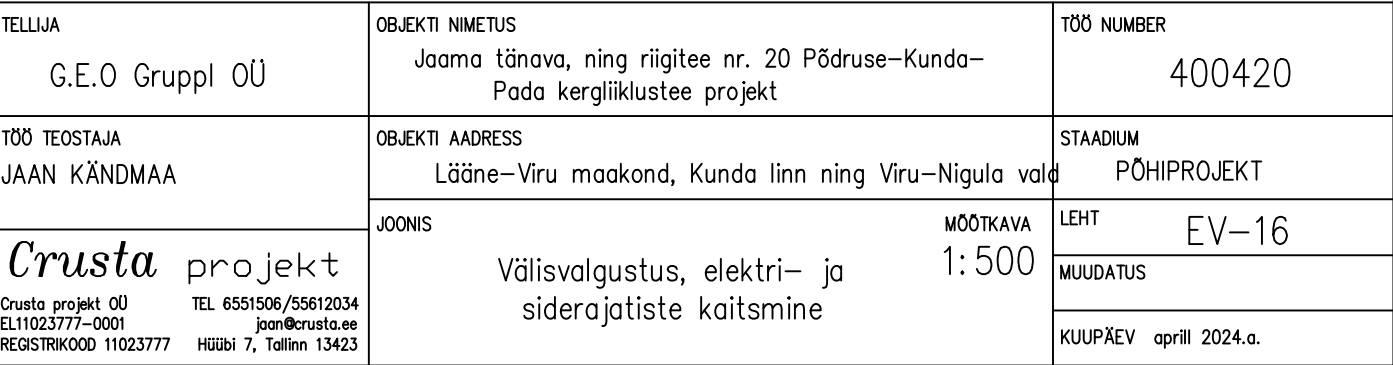 TELLIJA
G.E.O Gruppl OÜ
OBJEKTI NIMETUS
Jaama tänava, ning riigitee nr. 20 Põdruse-Kunda-
Pada kergliiklustee projekt
TÖÖ NUMBER
400420
TÖÖ TEOSTAJA
JAAN KÄNDMAA
OBJEKTI AADRESS
Lääne-Viru maakond, Kunda linn ning Viru-Nigula vald
STAADIUM
PÕHIPROJEKT
Crusta projekt
Crusta projekt OÜ TEL 6551506/55612034
EL11023777-0001 jaan@crusta.ee
REGISTRIKOOD 11023777 Hüübi 7, Tallinn 13423
JOONIS
Välisvalgustus, elektri- ja
siderajatiste kaitsmine
MÕÕTKAVA
1:500
LEHT
EV-16
MUUDATUS
KUUPÄEV aprill 2024.a.